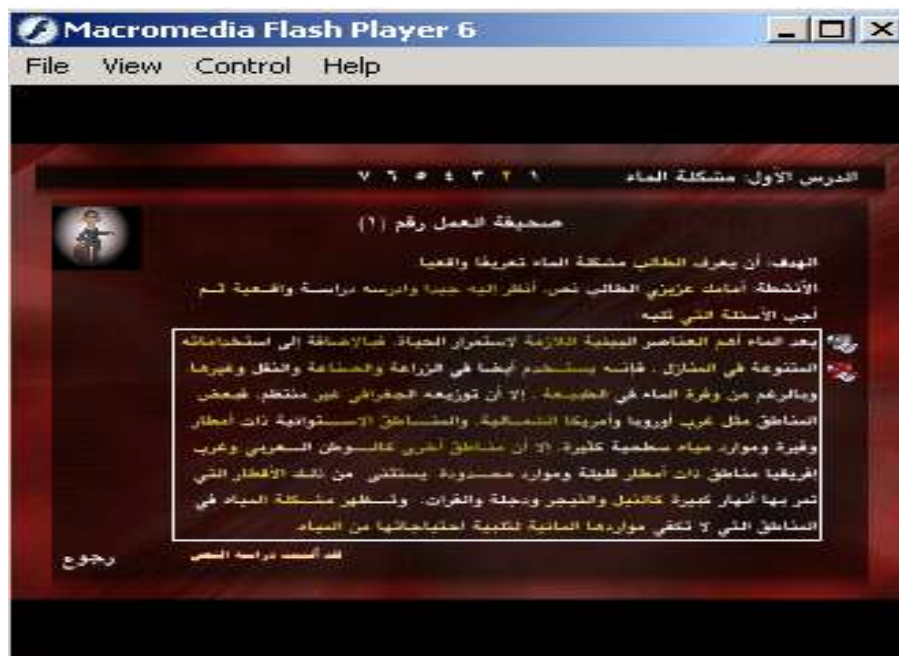 Macromedia Flash Player 6
File View Control Help
الدرس الأول: مشكلة الماء ١ ٢ ٣ ٤ ٥ ٦ ٧
صحيفة العمل رقم (١)
الهدف: أن يعرف الطالب مشكلة الماء تعريفا واقعيا
الأنشطة: أمامك عزيزي الطالب نص، أنظر إليه جيدا وادرسه دراسة واقعية ثم
أجب الأسئلة التي تليه
يعد الماء أهم العناصر البيئية اللازمة لاستمرار الحياة، فبالإضافة إلى استخداماته
المتنوعة في المنازل ، فإنه يستخدم أيضا في الزراعة والصناعة والنقل وغيرها.
وبالرغم من وفرة الماء في الطبيعة ، إلا أن توزيعه الجغرافي غير منتظم، فبعض
المناطق مثل غرب أوروبا وأمريكا الشمالية، والمناطق الاستوائية ذات أمطار
وفيرة وموارد مياه سطحية كثيرة، الا أن مناطق أخرى كالوطن العربي وغرب
افريقيا مناطق ذات أمطار قليلة وموارد محدودة يستثنى من ذلك الأقطار التي
تمر بها أنهار كبيرة كالنيل والنيجر ودجلة والفرات. وتظهر مشكلة المياه في
المناطق التي لا تكفي مواردها المائية لتلبية احتياجاتها من المياه.
لقد أتممت دراسة النص
رجوع